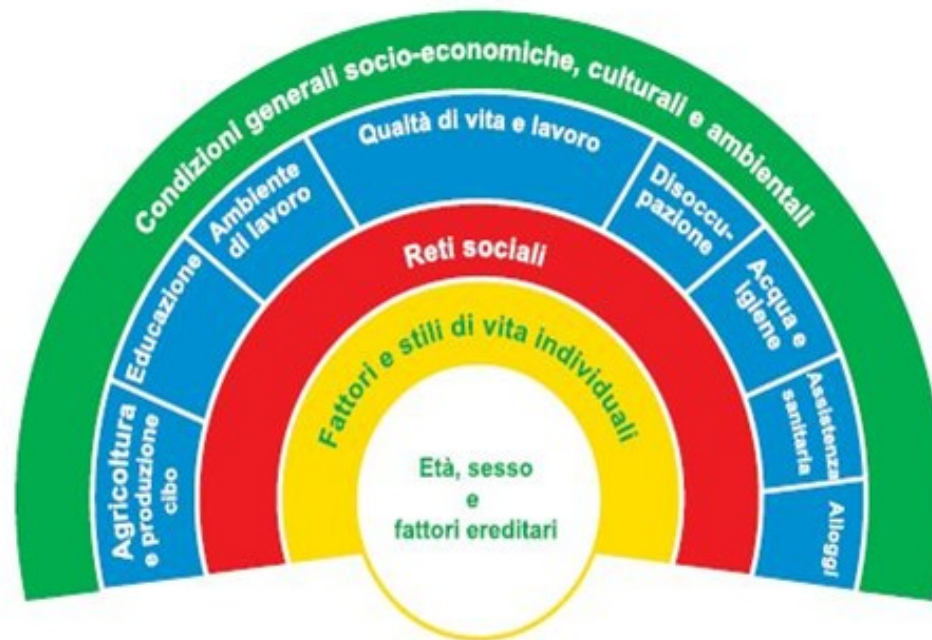 Condizioni generali socio-economiche, culturali e ambientali
Agricoltura
e produzione
cibo
Educazione
Ambiente
di lavoro
Qualtà di vita e lavoro
Disoccu-
pazione
Acqua e
igiene
Assistenza
sanitaria
Alloggi
Reti sociali
Fattori e stili di vita individuali
Età, sesso
e
fattori ereditari